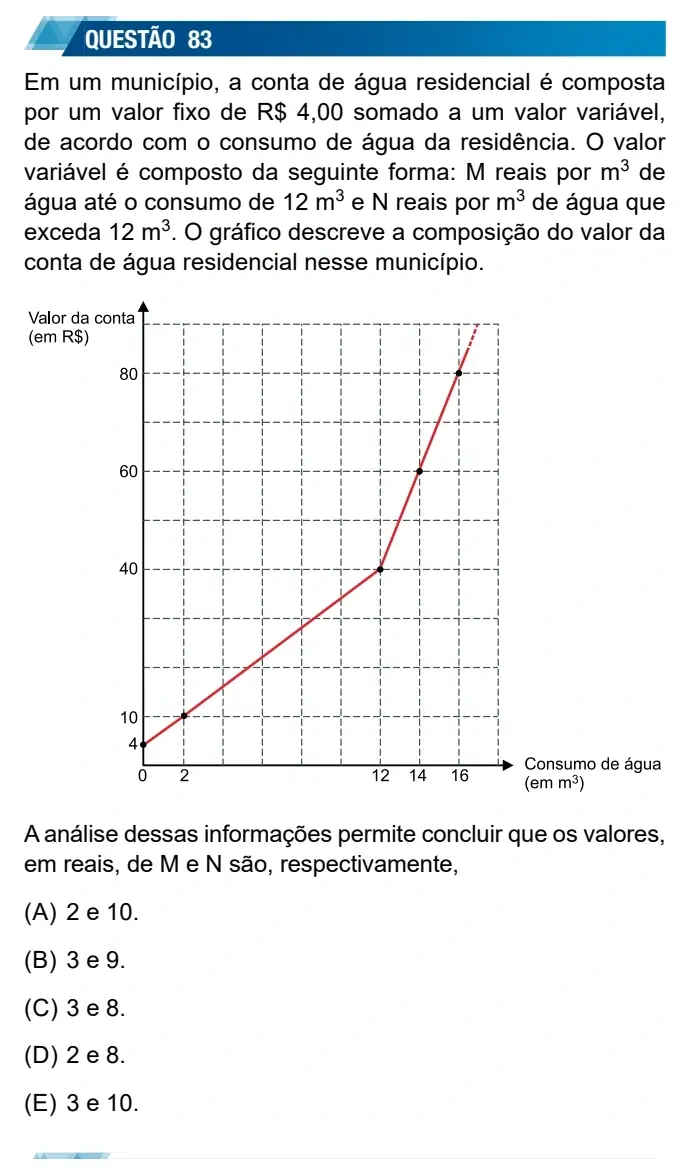 QUESTÃO 83
Em um município, a conta de água residencial é composta
por um valor fixo de R$ 4,00 somado a um valor variável,
de acordo com o consumo de água da residência. O valor
variável é composto da seguinte forma: M reais por m³ de
água até o consumo de 12 m³ e N reais por m³ de água que
exceda 12 m³. O gráfico descreve a composição do valor da
conta de água residencial nesse município.
Valor da conta
(em R$)
80
60
40
10
4
0 2 12 14 16
Consumo de água
(em m³)
A análise dessas informações permite concluir que os valores,
em reais, de M e N são, respectivamente,
(A) 2 e 10.
(B) 3 e 9.
(C) 3 e 8.
(D) 2 e 8.
(E) 3 e 10.